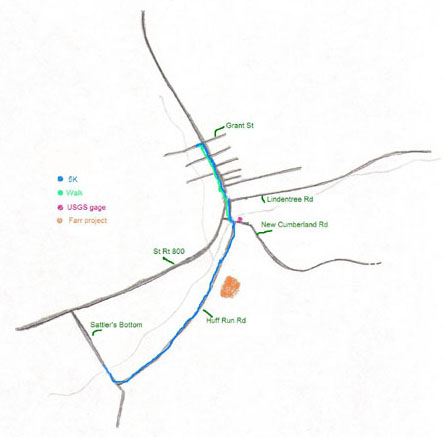 Grant St
5K
Walk
USGS gage
Farr project
Lindentree Rd
New Cumberland Rd
St Rt 800
Sattler's Bottom
Huff Run Rd